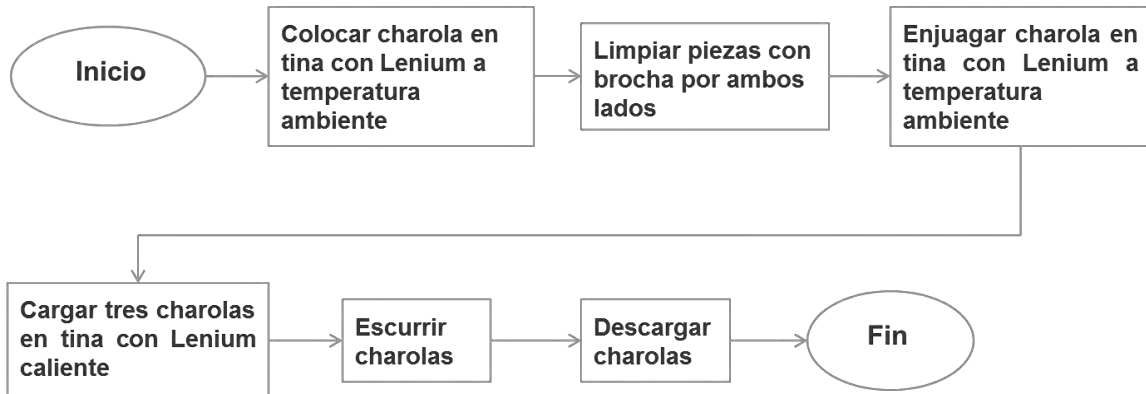 Inicio
Colocar charola en
tina con Lenium a
temperatura
ambiente
Limpiar piezas con
brocha por ambos
lados
Enjuagar charola en
tina con Lenium a
temperatura
ambiente
Cargar tres charolas
en tina con Lenium
caliente
Escurrir
charolas
Descargar
charolas
Fin